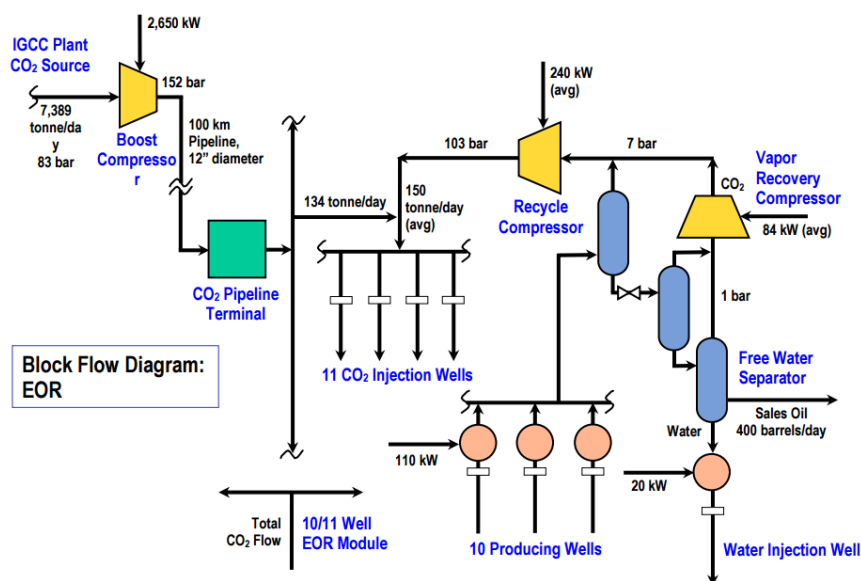 2,650 kW
IGCC Plant
CO₂ Source
152 bar
7,389
tonne/da
y
83 bar
Boost
Compresso
r
100 km
Pipeline,
12” diameter
CO₂ Pipeline
Terminal
134 tonne/day
103 bar
150
tonne/day
(avg)
240 kW
(avg)
7 bar
Recycle
Compressor
Vapor
Recovery
Compressor
CO₂
84 kW (avg)
1 bar
11 CO₂ Injection Wells
Block Flow Diagram:
EOR
Free Water
Separator
Sales Oil
400 barrels/day
Water
110 kW
20 kW
10 Producing Wells
Water Injection Well
Total
CO₂ Flow
10/11 Well
EOR Module